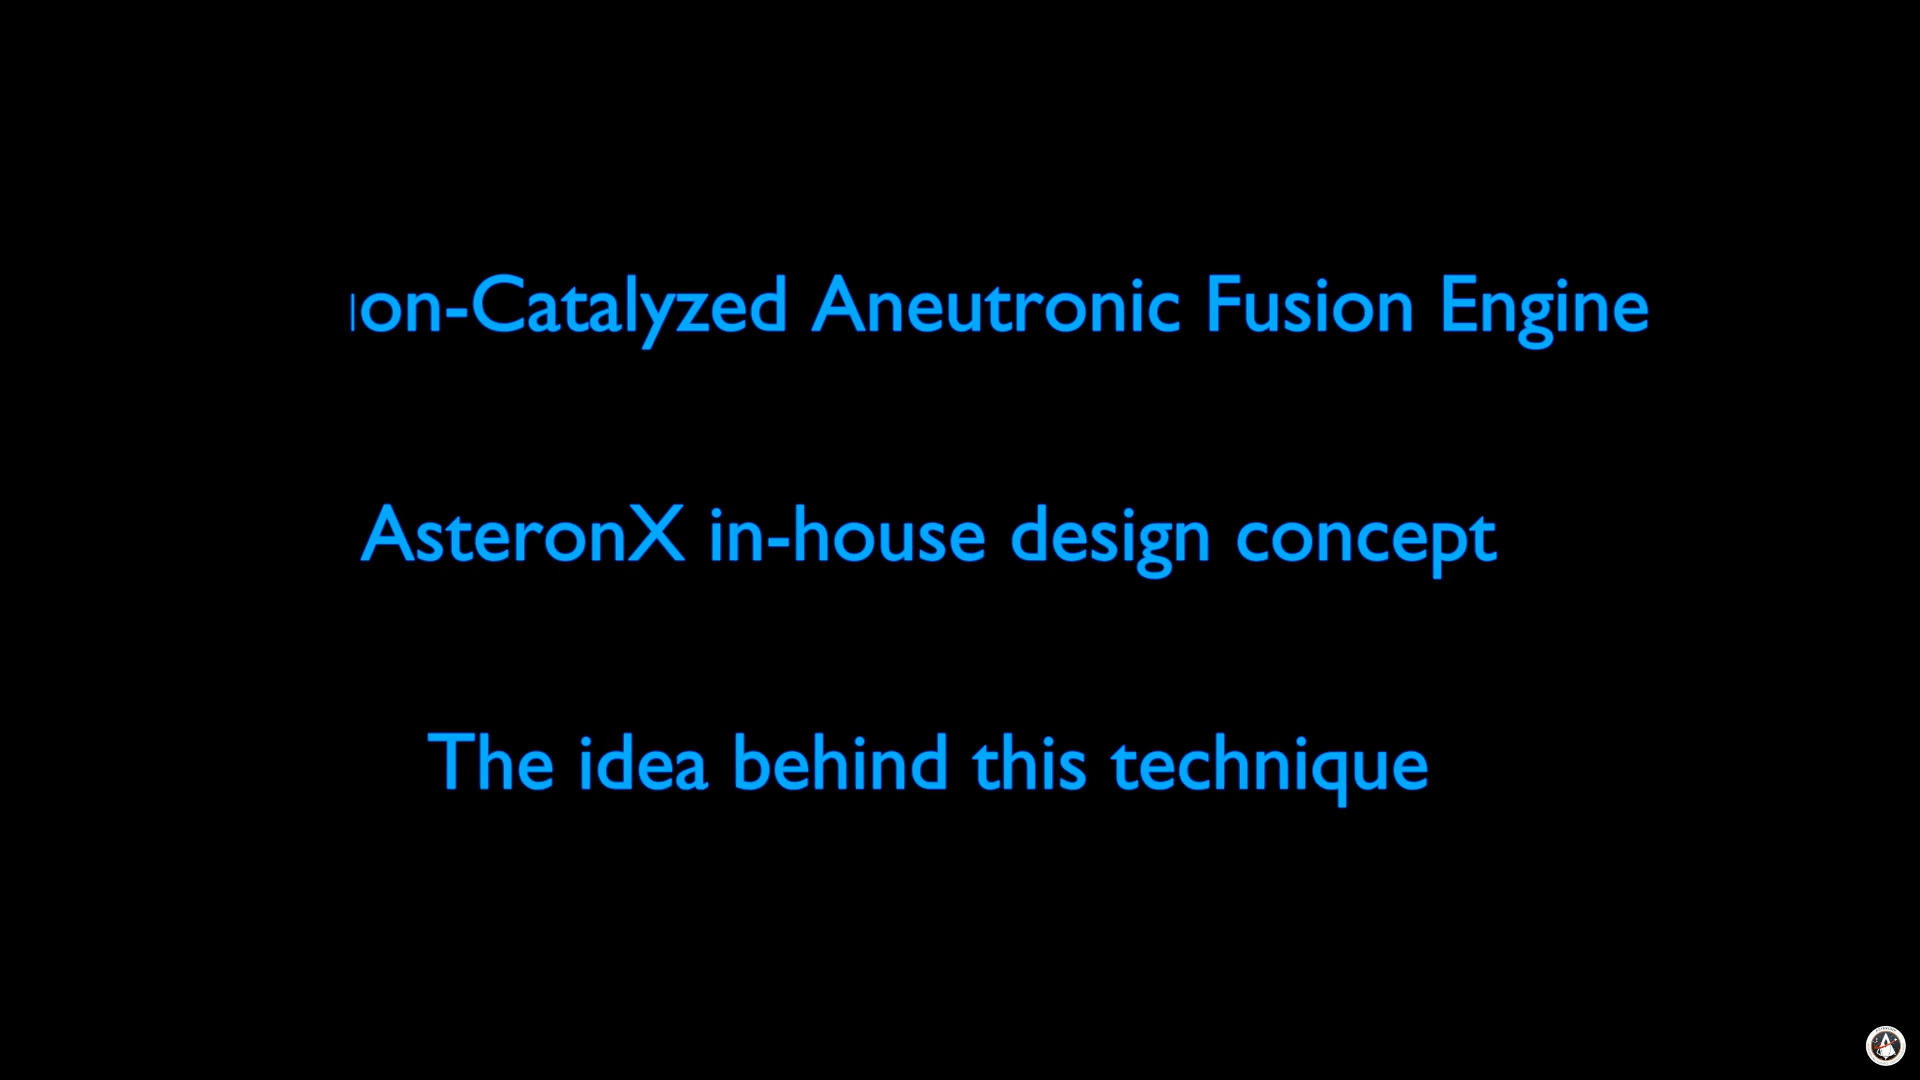 on-Catalyzed Aneutronic Fusion Engine
AsteronX in-house design concept
The idea behind this technique